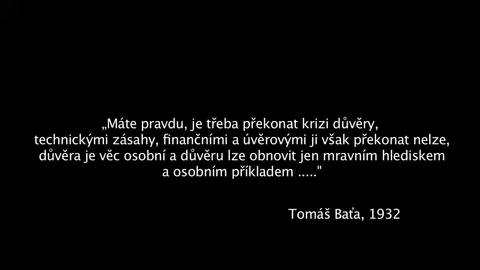 „Máte pravdu, je třeba překonat krizi důvěry,
technickými zásahy, finančními a úvěrovými ji však překonat nelze,
důvěra je věc osobní a důvěru lze obnovit jen mravním hlediskem
a osobním příkladem ....."
Tomáš Baťa, 1932